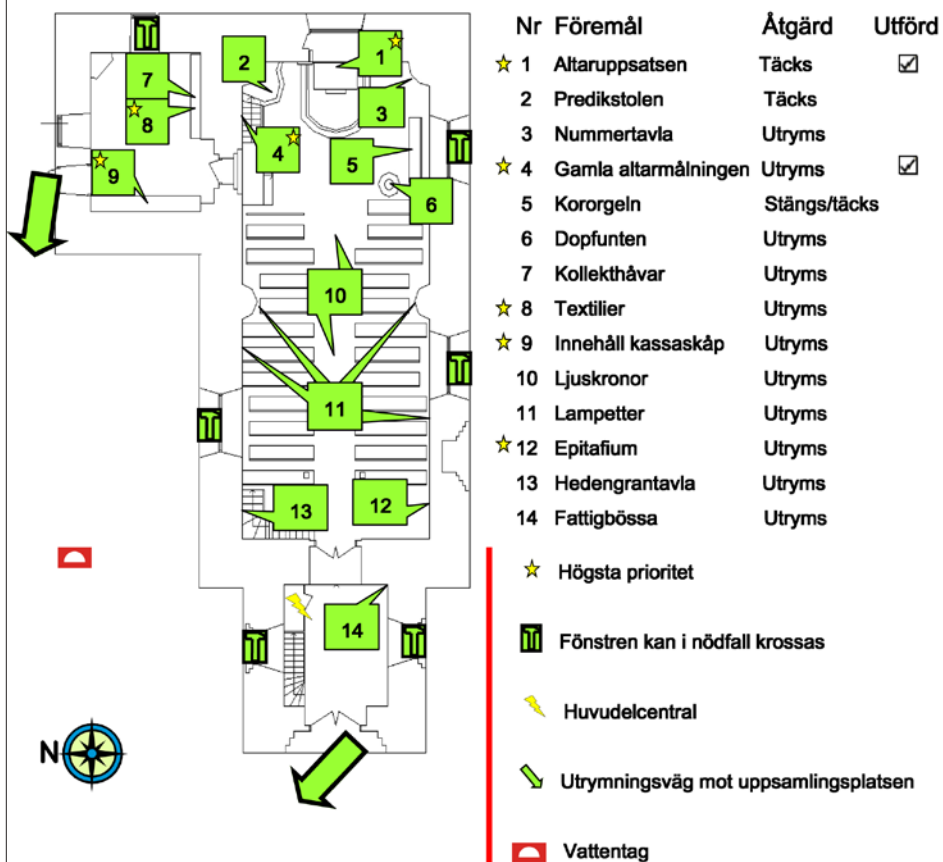 Nr Föremål Åtgärd Utförd
1 Altaruppsatsen Täcks
2 Predikstolen Täcks
3 Nummertavla Utryms
4 Gamla altarmålningen Utryms
5 Kororgeln Stängs/täcks
6 Dopfunten Utryms
7 Kollekthåvar Utryms
8 Textilier Utryms
9 Innehåll kassaskåp Utryms
10 Ljuskronor Utryms
11 Lampetter Utryms
12 Epitafium Utryms
13 Hedengrantavla Utryms
14 Fattigbössa Utryms
Högsta prioritet
Fönstren kan i nödfall krossas
Huvudelcentral
Utrymningsväg mot uppsamlingsplatsen
Vattentag
1
2
7
3
8
4
5
9
6
10
11
13
12
14
N